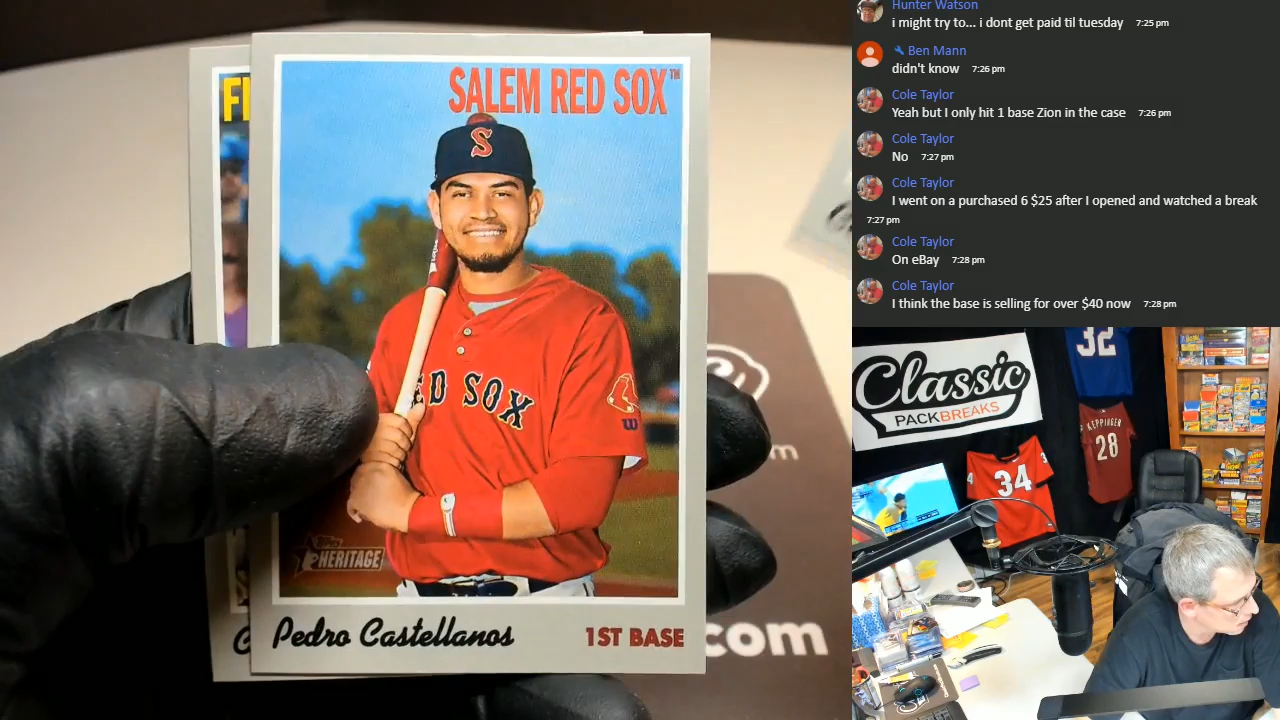 SALEM RED SOX™
S
ED SOX
W
Topps
HERITAGE
Pedro Castellanos
1ST BASE
.com
Hunter Watson
i might try to... i dont get paid til tuesday 7:25 pm
Ben Mann
didn't know 7:26 pm
Cole Taylor
Yeah but I only hit 1 base Zion in the case 7:26 pm
Cole Taylor
No 7:27 pm
Cole Taylor
I went on a purchased 6 $25 after I opened and watched a break
7:27 pm
Cole Taylor
On eBay 7:28 pm
Cole Taylor
I think the base is selling for over $40 now 7:28 pm
Classic
PACKBREAKS
32
KEPPINGER
28
34